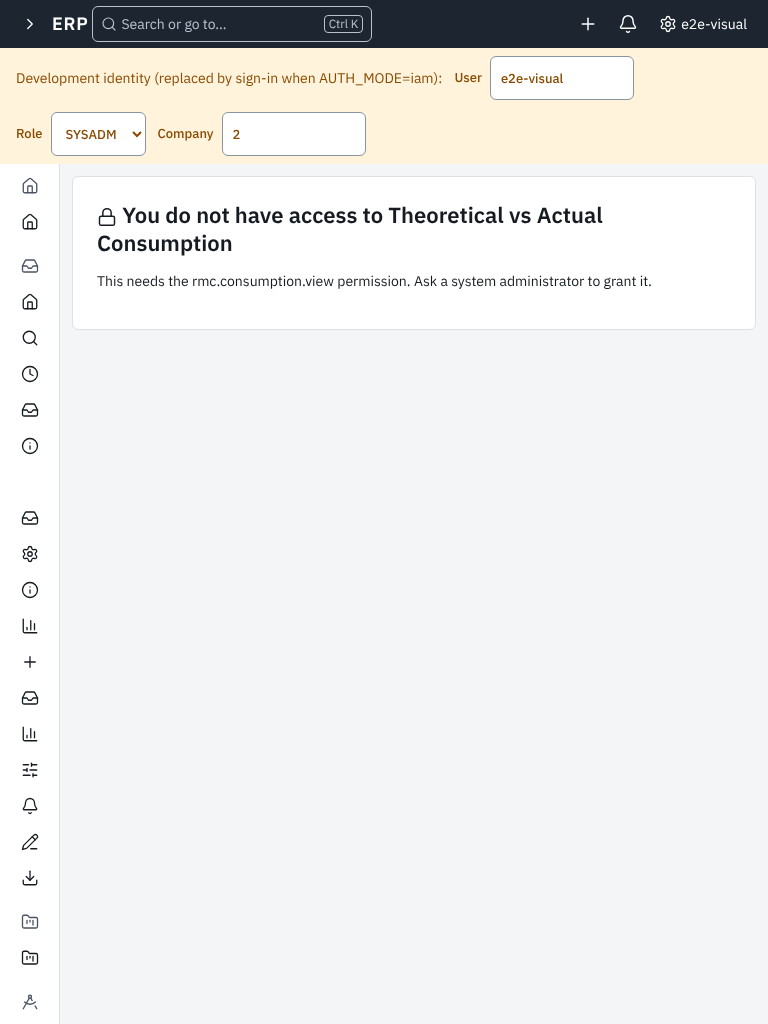 ERP
Search or go to...
Ctrl K
e2e-visual
Development identity (replaced by sign-in when AUTH_MODE=iam):
User
e2e-visual
Role
SYSADM
Company
2
You do not have access to Theoretical vs Actual
Consumption
This needs the rmc.consumption.view permission. Ask a system administrator to grant it.